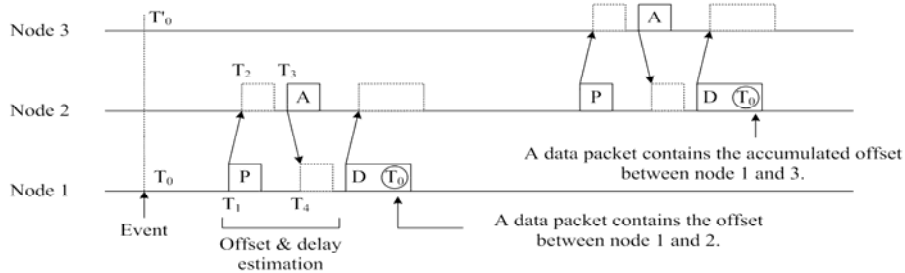 Node 3
T'₀
A
T₂
T₃
Node 2
A
P
D
T₀
A data packet contains the accumulated offset
between node 1 and 3.
Node 1
T₀
P
D
T₀
T₁
T₄
Event
Offset & delay
estimation
A data packet contains the offset
between node 1 and 2.